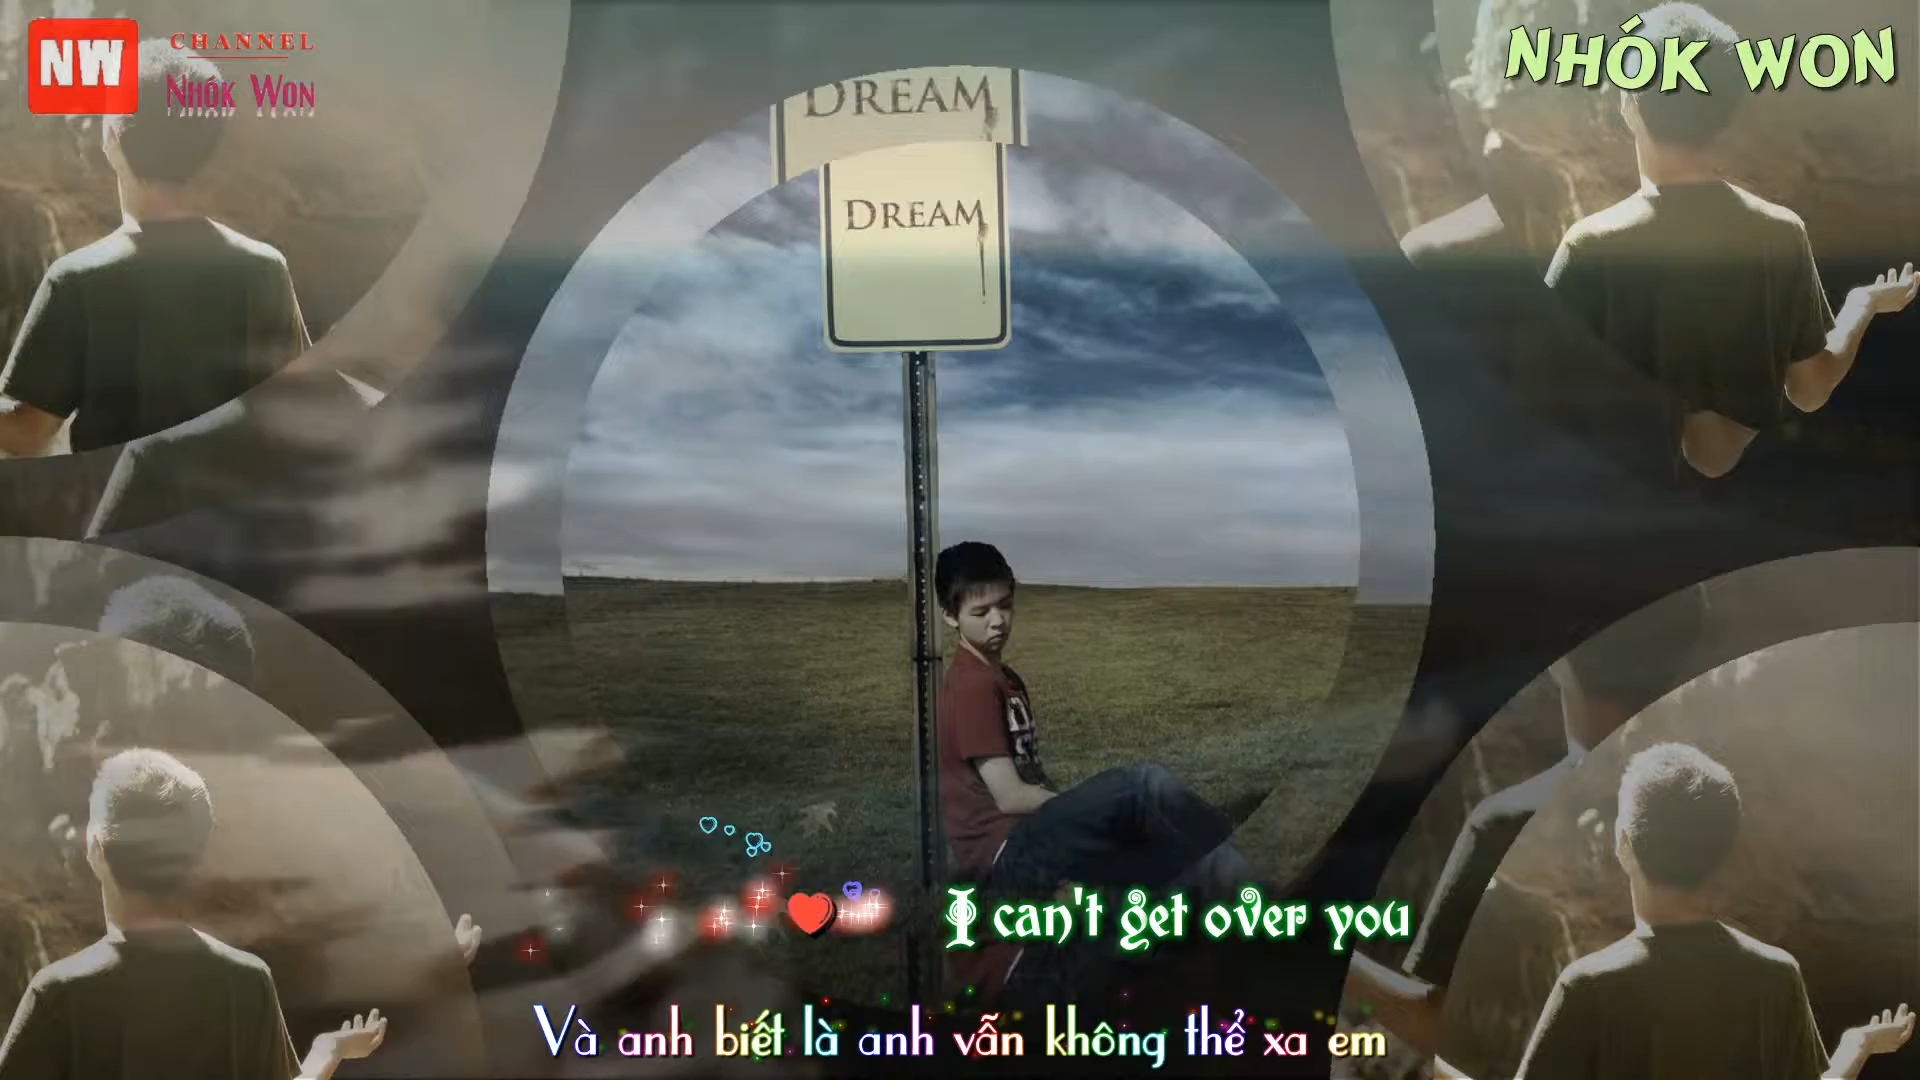 NW
CHANNEL
NHÓK WON
NHÓK WON
DREAM
DREAM
I can't get over you
Và anh biết là anh vẫn không thể xa em